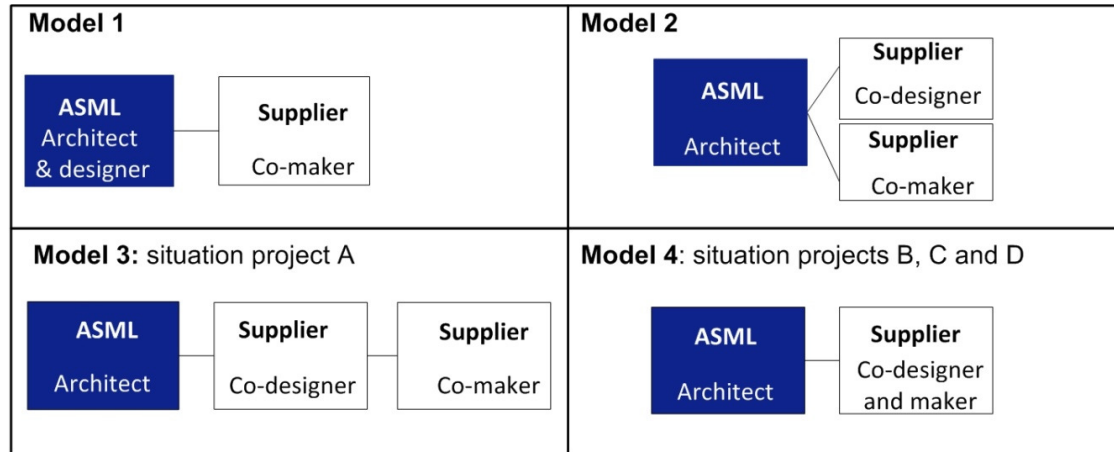 Model 1
ASML
Architect
& designer
Supplier
Co-maker
Model 2
ASML
Architect
Supplier
Co-designer
Supplier
Co-maker
Model 3: situation project A
ASML
Architect
Supplier
Co-designer
Supplier
Co-maker
Model 4: situation projects B, C and D
ASML
Architect
Supplier
Co-designer
and maker